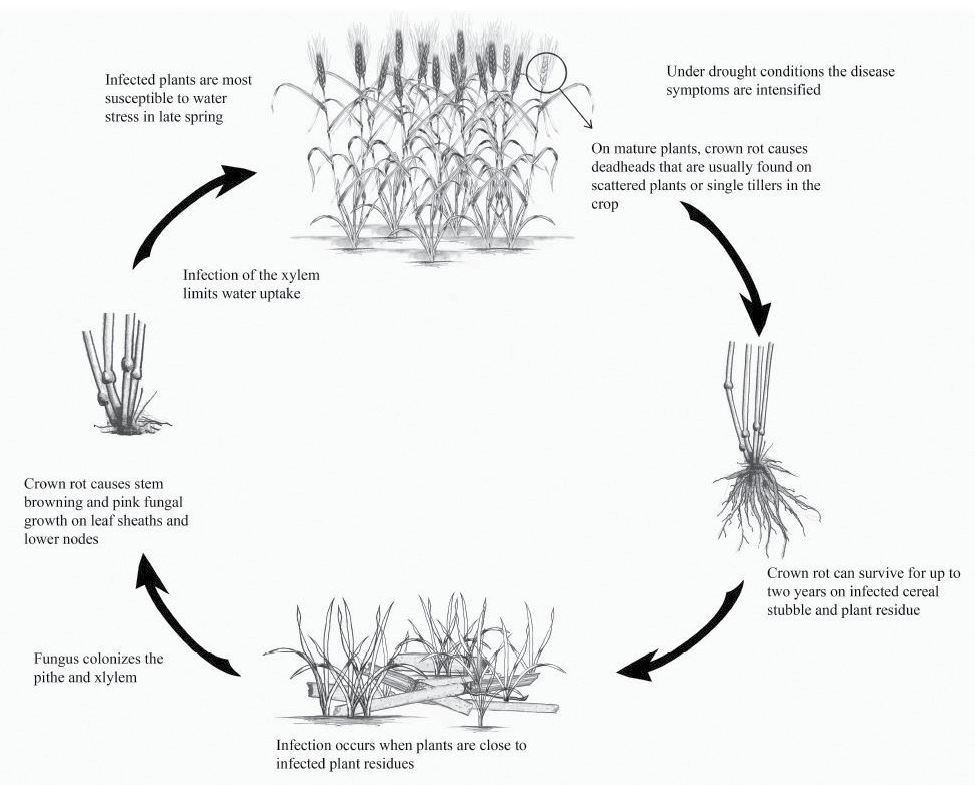 Infected plants are most
susceptible to water
stress in late spring
Under drought conditions the disease
symptoms are intensified
On mature plants, crown rot causes
deadheads that are usually found on
scattered plants or single tillers in the
crop
Infection of the xylem
limits water uptake
Crown rot causes stem
browning and pink fungal
growth on leaf sheaths and
lower nodes
Crown rot can survive for up to
two years on infected cereal
stubble and plant residue
Fungus colonizes the
pithe and xlylem
Infection occurs when plants are close to
infected plant residues